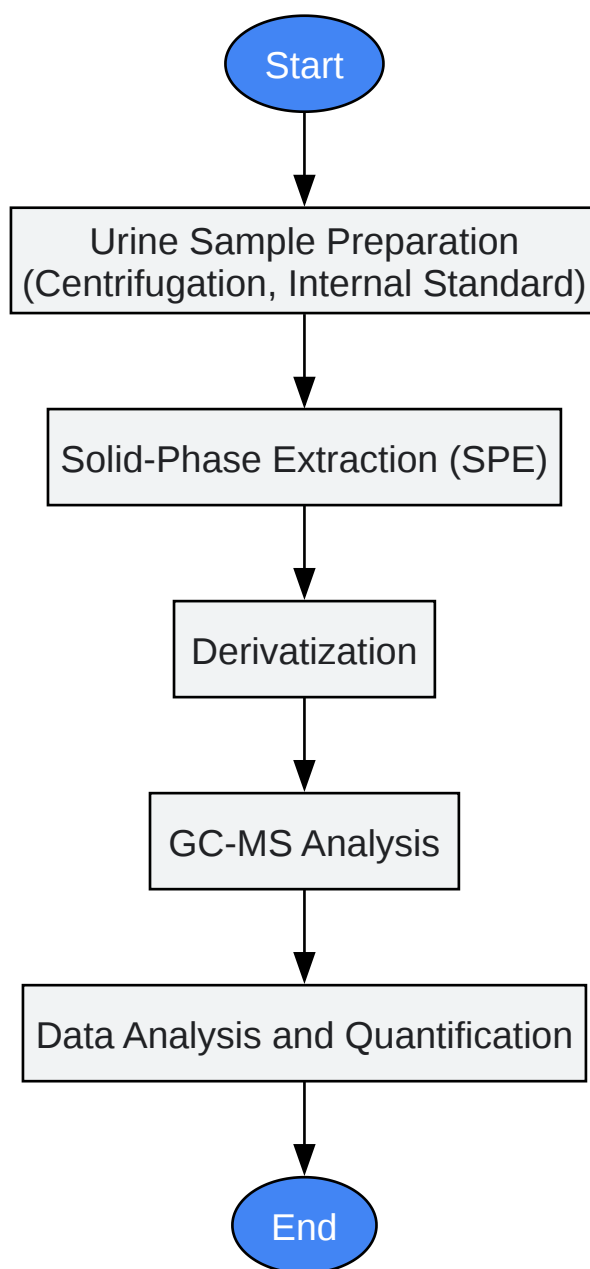 Start
Urine Sample Preparation
(Centrifugation, Internal Standard)
Solid-Phase Extraction (SPE)
Derivatization
GC-MS Analysis
Data Analysis and Quantification
End